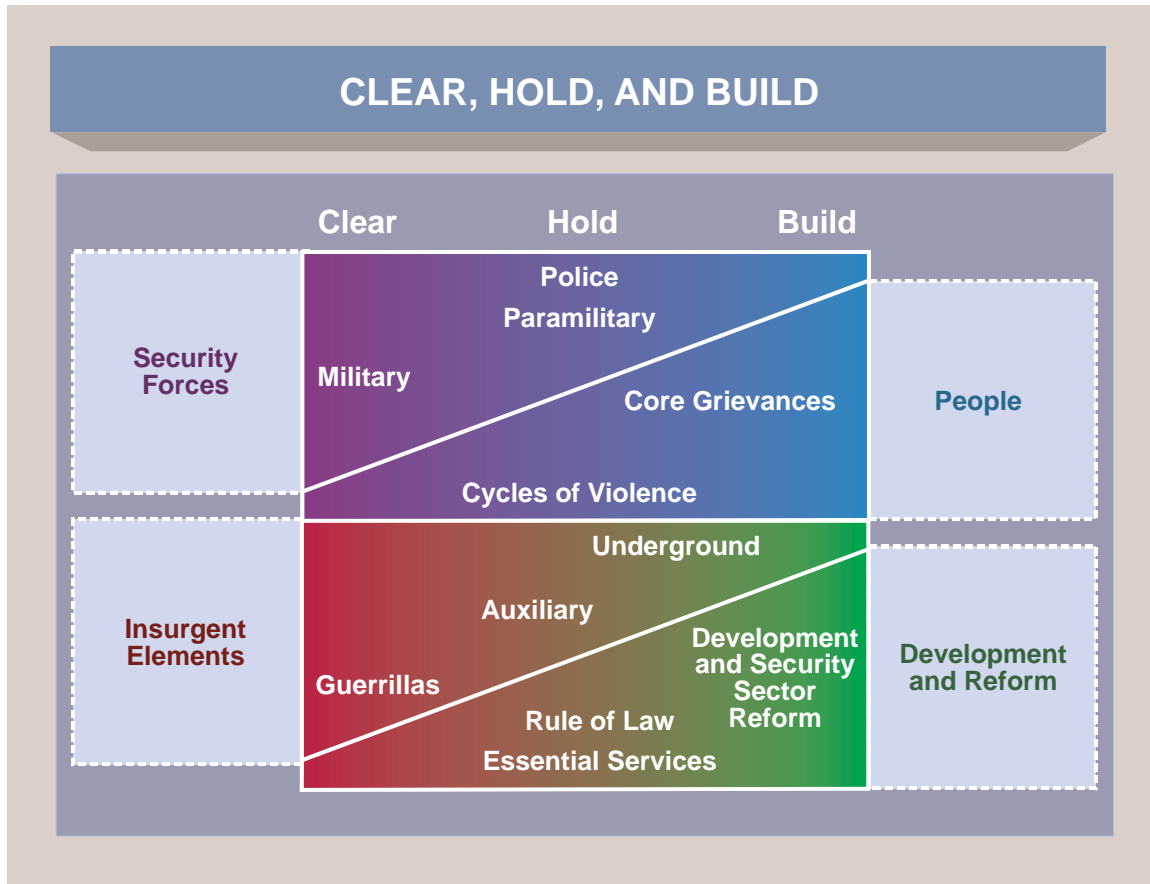 CLEAR, HOLD, AND BUILD
Clear Hold Build
Police
Paramilitary
Security
Forces
Military
Core Grievances
People
Cycles of Violence
Underground
Auxiliary
Insurgent
Elements
Guerrillas
Development
and Security
Sector
Reform
Development
and Reform
Rule of Law
Essential Services